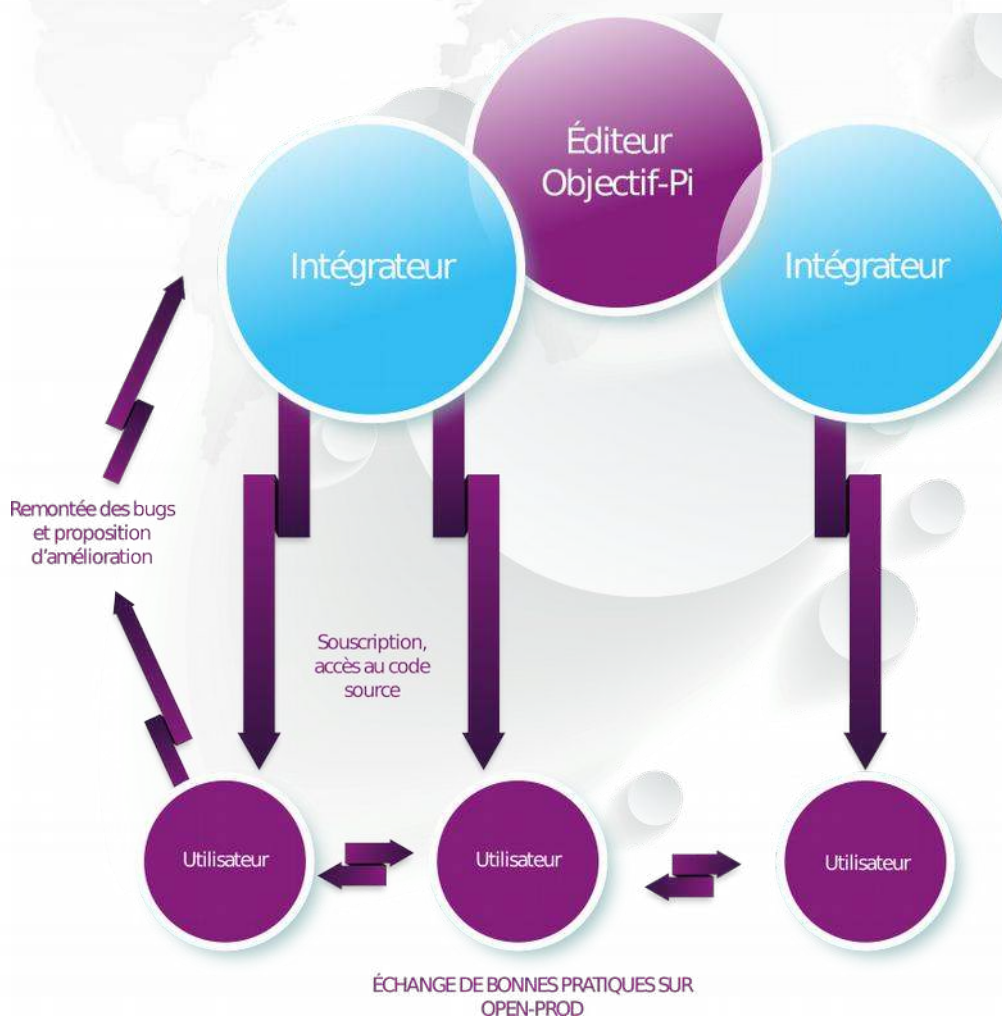 Éditeur
Objectif-Pi
Intégrateur
Intégrateur
Remontée des bugs
et proposition
d'amélioration
Souscription,
accès au code
source
Utilisateur
Utilisateur
Utilisateur
ÉCHANGE DE BONNES PRATIQUES SUR
OPEN-PROD